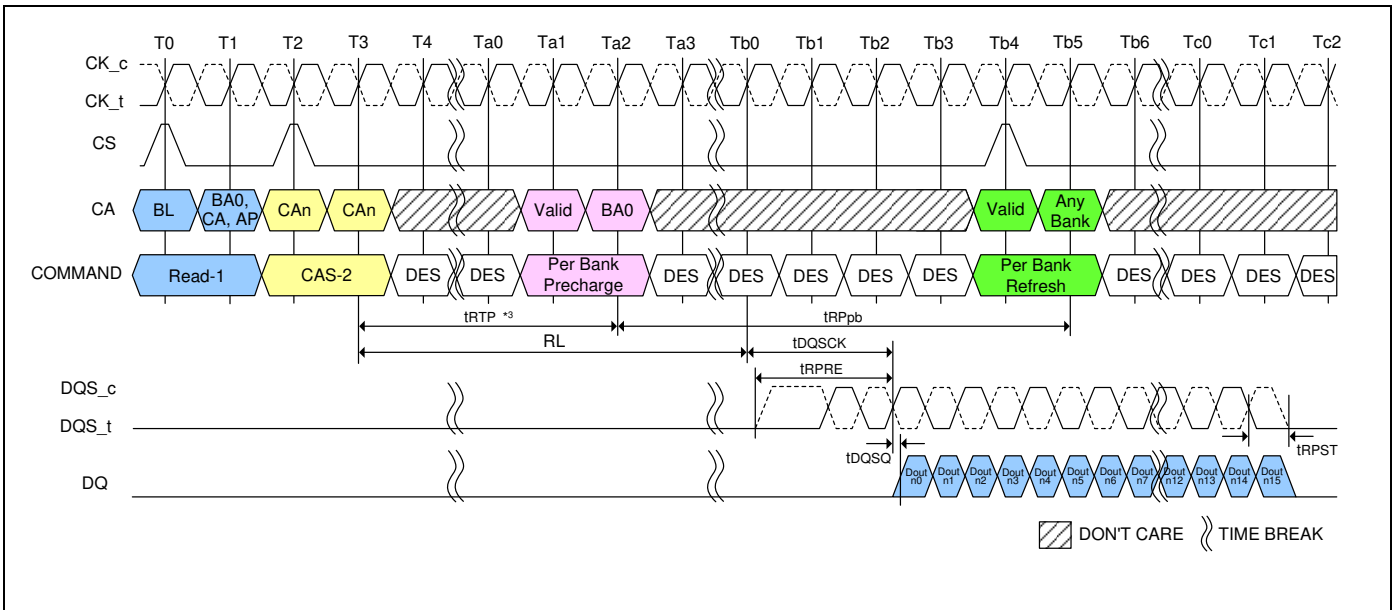 T0 T1 T2 T3 T4 Ta0 Ta1 Ta2 Ta3 Tb0 Tb1 Tb2 Tb3 Tb4 Tb5 Tb6 Tc0 Tc1 Tc2
CK_c
CK_t
CS
CA BL BA0, CA, AP CAn CAn Valid BA0 Valid Any Bank
COMMAND Read-1 CAS-2 DES DES Per Bank Precharge DES DES DES DES DES Per Bank Refresh DES DES DES DES
tRTP *3 tRPpb
RL tDQSCK
tRPRE
DQS_c
DQS_t
tDQSQ tRPST
DQ Dout n0 Dout n1 Dout n2 Dout n3 Dout n4 Dout n5 Dout n6 Dout n7 Dout n12 Dout n13 Dout n14 Dout n15
DON'T CARE TIME BREAK